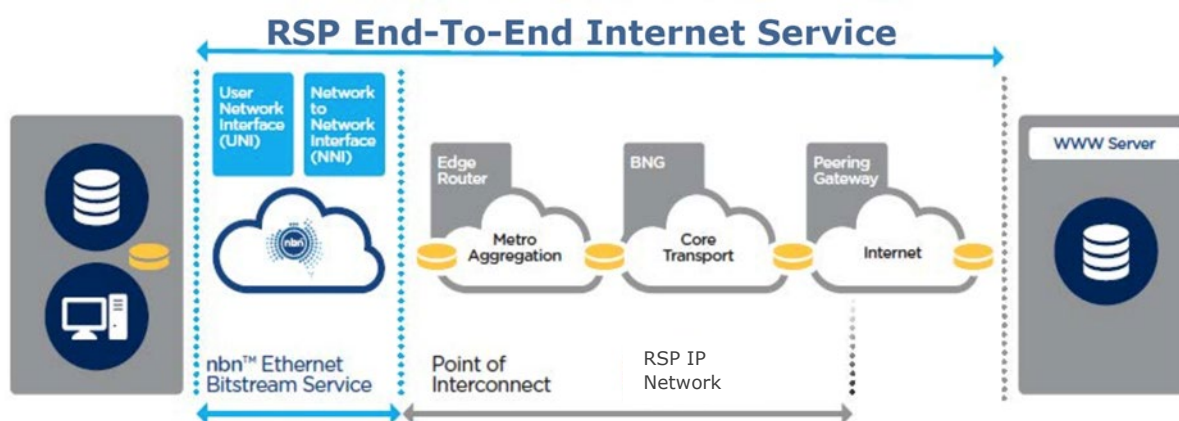 RSP End-To-End Internet Service
User
Network
Interface
(UNI)
Network
to
Network
Interface
(NNI)
Edge
Router
BNG
Peering
Gateway
WWW Server
nbn
Metro
Aggregation
Core
Transport
Internet
nbn™ Ethernet
Bitstream Service
Point of
Interconnect
RSP IP
Network